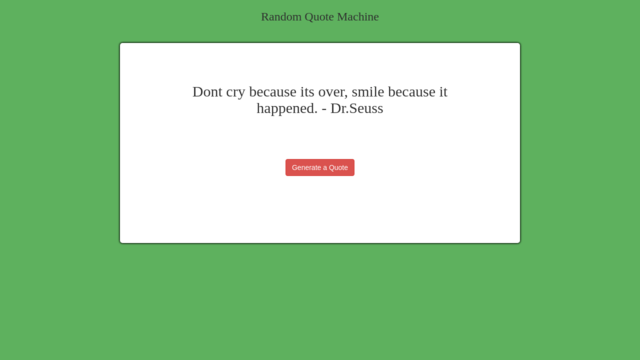 Random Quote Machine
Dont cry because its over, smile because it
happened. - Dr.Seuss
Generate a Quote